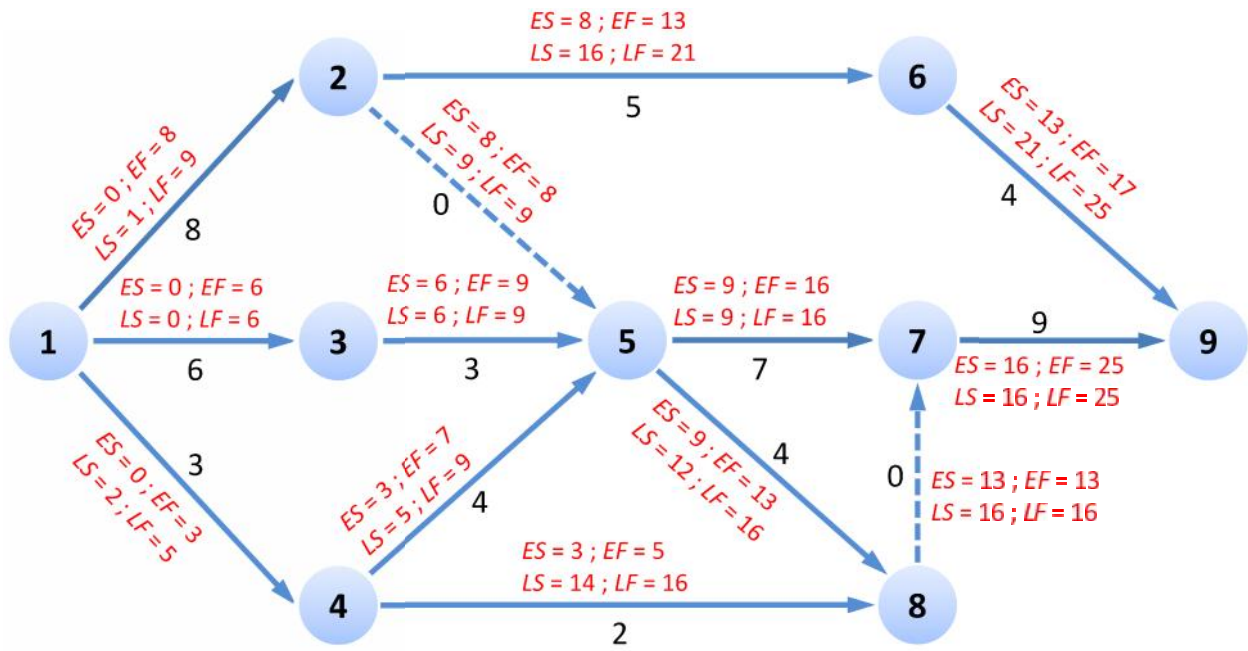 ES = 8 ; EF = 13
LS = 16 ; LF = 21
2
6
5
ES = 0 ; EF = 8
LS = 1 ; LF = 9
8
ES = 8 ; EF = 8
LS = 9 ; LF = 9
0
ES = 13 ; EF = 17
LS = 21 ; LF = 25
4
ES = 0 ; EF = 6
LS = 0 ; LF = 6
6
ES = 6 ; EF = 9
LS = 6 ; LF = 9
3
ES = 9 ; EF = 16
LS = 9 ; LF = 16
7
1
3
5
7
9
9
ES = 16 ; EF = 25
LS = 16 ; LF = 25
ES = 0 ; EF = 3
LS = 2 ; LF = 5
3
ES = 3 ; EF = 7
LS = 5 ; LF = 9
4
ES = 9 ; EF = 13
LS = 12 ; LF = 16
4
0
ES = 13 ; EF = 13
LS = 16 ; LF = 16
ES = 3 ; EF = 5
LS = 14 ; LF = 16
4
8
2